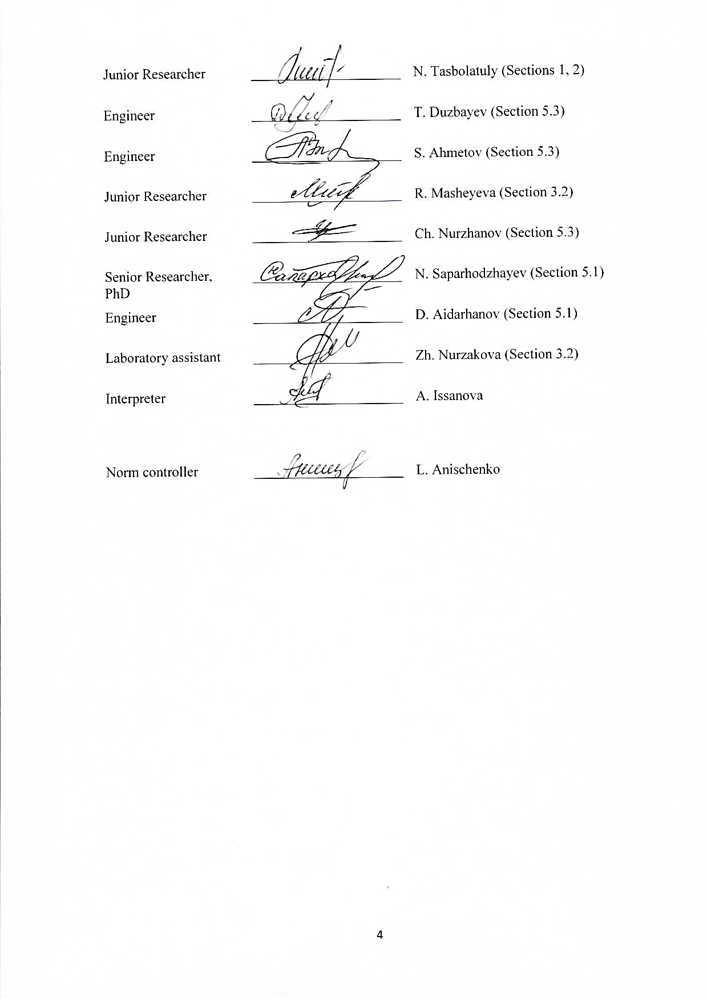 Junior Researcher N. Tasbolatuly (Sections 1, 2)
Engineer T. Duzbayev (Section 5.3)
Engineer S. Ahmetov (Section 5.3)
Junior Researcher R. Masheyeva (Section 3.2)
Junior Researcher Ch. Nurzhanov (Section 5.3)
Senior Researcher, N. Saparhodzhayev (Section 5.1)
PhD
Engineer D. Aidarhanov (Section 5.1)
Laboratory assistant Zh. Nurzakova (Section 3.2)
Interpreter A. Issanova
Norm controller L. Anischenko
4